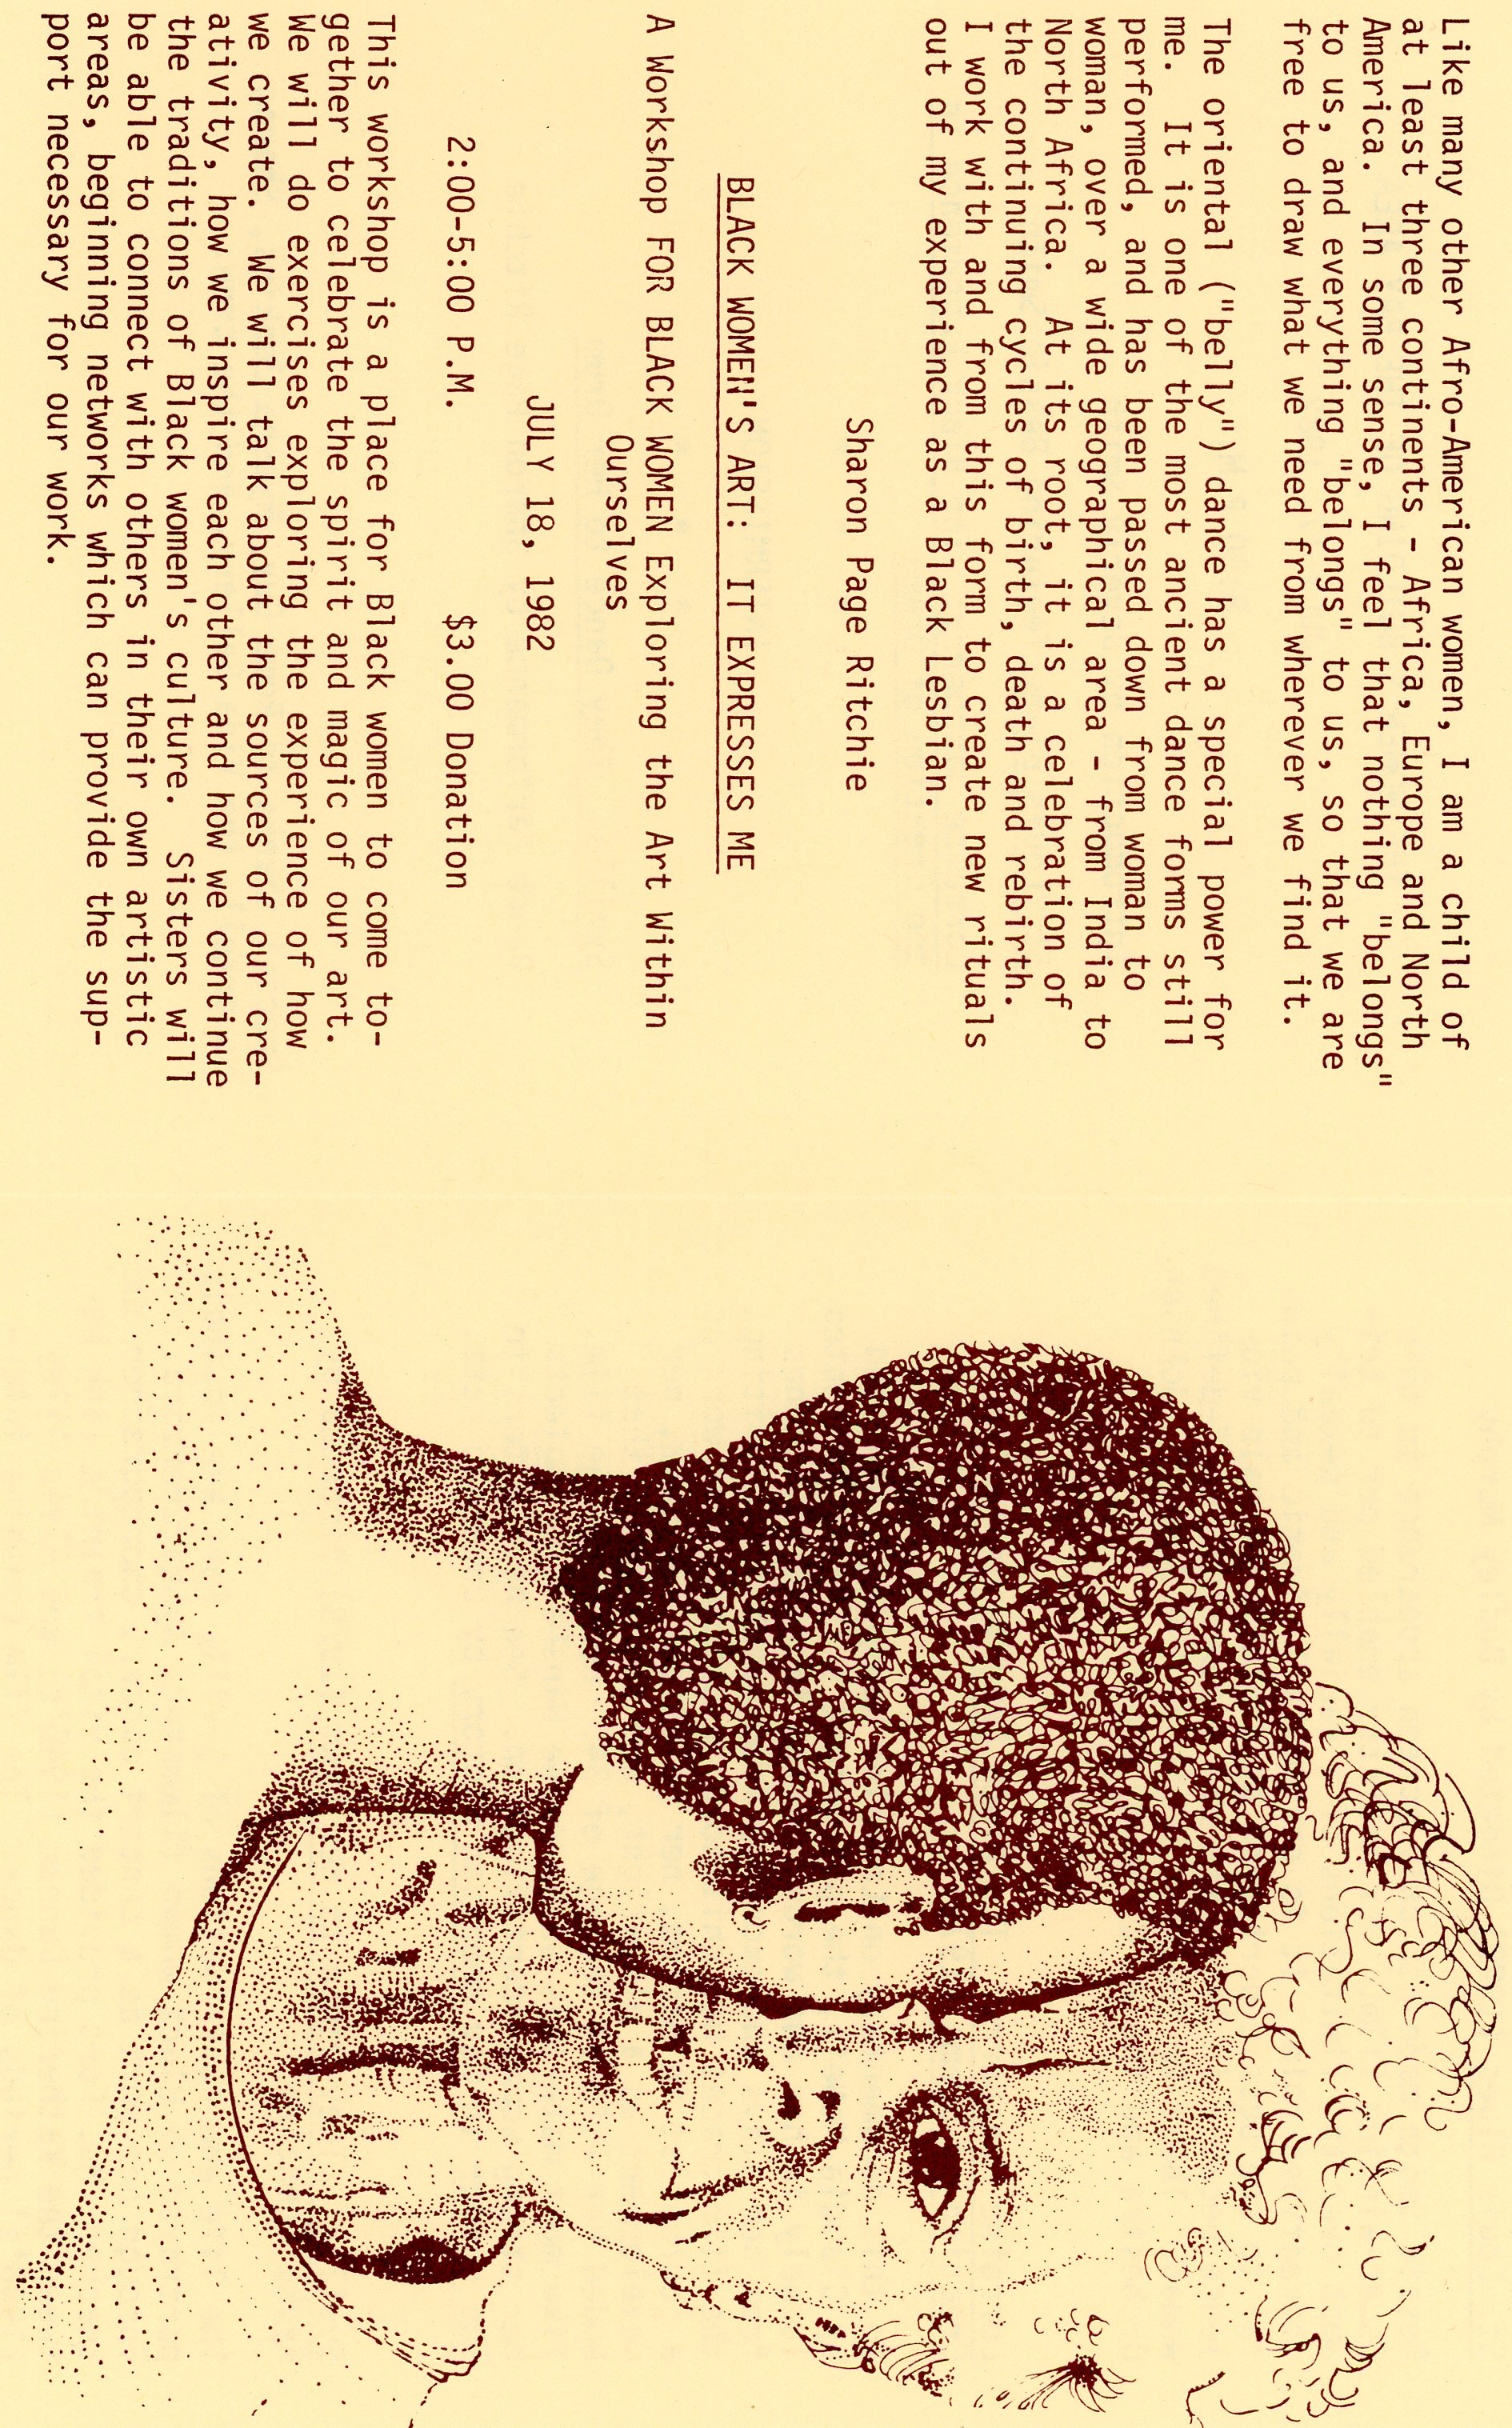 Like many other Afro-American women, I am a child of
at least three continents - Africa, Europe and North
America.  In some sense, I feel that nothing "belongs"
to us, and everything "belongs" to us, so that we are
free to draw what we need from wherever we find it.
The oriental ("belly") dance has a special power for
me.  It is one of the most ancient dance forms still
performed, and has been passed down from woman to
woman, over a wide geographical area - from India to
North Africa.  At its root, it is a celebration of
the continuing cycles of birth, death and rebirth.
I work with and from this form to create new rituals
out of my experience as a Black Lesbian.
Sharon Page Ritchie
BLACK WOMEN'S ART:  IT EXPRESSES ME
A Workshop FOR BLACK WOMEN Exploring the Art Within
Ourselves
JULY 18, 1982
2:00-5:00 P.M.          $3.00 Donation
This workshop is a place for Black women to come to-
gether to celebrate the spirit and magic of our art.
We will do exercises exploring the experience of how
we create.  We will talk about the sources of our cre-
ativity, how we inspire each other and how we continue
the traditions of Black women's culture.  Sisters will
be able to connect with others in their own artistic
areas, beginning networks which can provide the sup-
port necessary for our work.